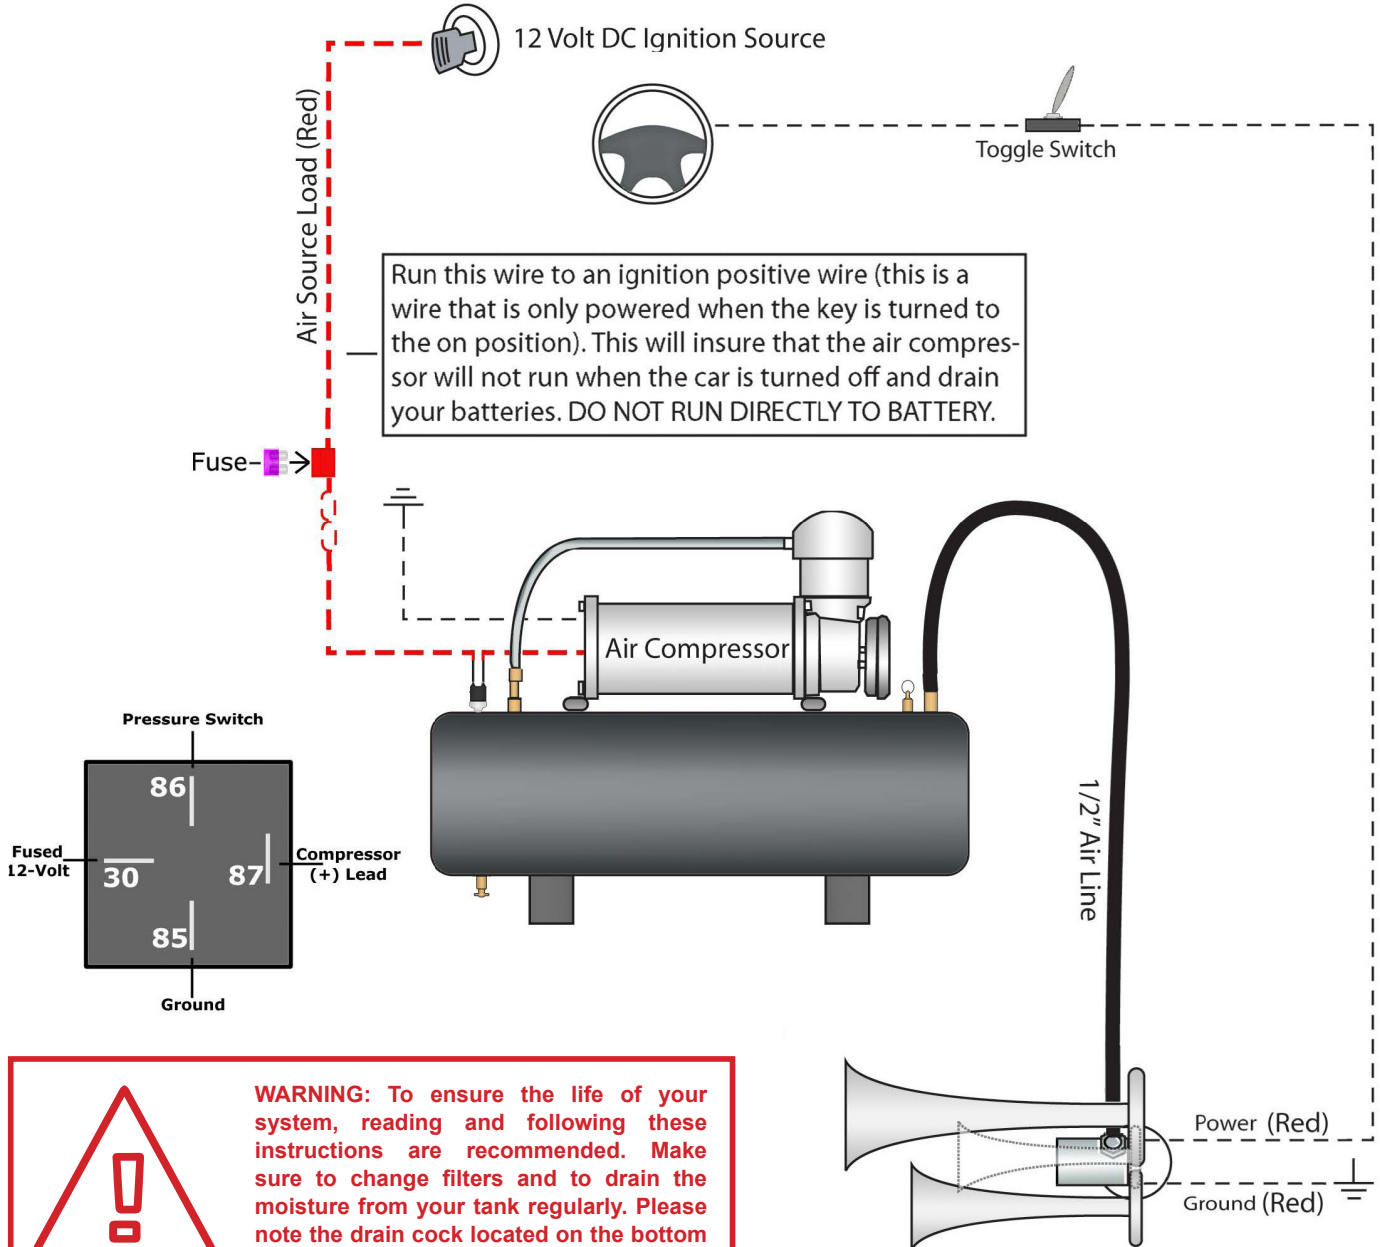 12 Volt DC Ignition Source
Toggle Switch
Air Source Load (Red)
Run this wire to an ignition positive wire (this is a
wire that is only powered when the key is turned to
the on position). This will insure that the air compres-
sor will not run when the car is turned off and drain
your batteries. DO NOT RUN DIRECTLY TO BATTERY.
Fuse
Air Compressor
Pressure Switch
86
Fused
12-Volt
30
87
Compressor
(+) Lead
85
Ground
1/2" Air Line
WARNING: To ensure the life of your
system, reading and following these
instructions are recommended. Make
sure to change filters and to drain the
moisture from your tank regularly. Please
note the drain cock located on the bottom
Power (Red)
Ground (Red)